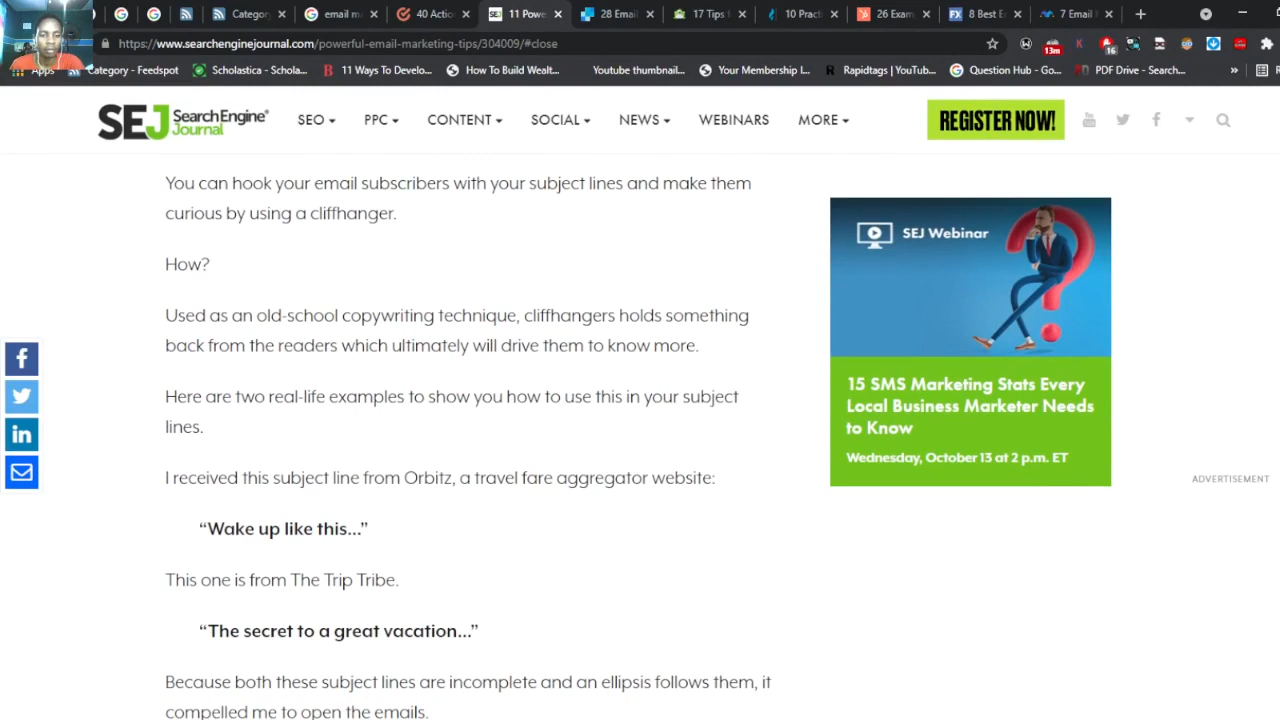 Categor
email m
40 Actio
11 Powe
28 Email
17 Tips f
10 Pract
26 Exam
8 Best E
7 Email
https://www.searchenginejournal.com/powerful-email-marketing-tips/304009/#close
13m
16
Apps
Category - Feedspot
Scholastica - Schola...
11 Ways To Develo...
How To Build Wealt...
Youtube thumbnail...
Your Membership I...
Rapidtags | YouTub...
Question Hub - Go...
PDF Drive - Search...
SEJ Search Engine Journal®
SEO
PPC
CONTENT
SOCIAL
NEWS
WEBINARS
MORE
REGISTER NOW!
You can hook your email subscribers with your subject lines and make them
curious by using a cliffhanger.
How?
Used as an old-school copywriting technique, cliffhangers holds something
back from the readers which ultimately will drive them to know more.
Here are two real-life examples to show you how to use this in your subject
lines.
I received this subject line from Orbitz, a travel fare aggregator website:
“Wake up like this…”
This one is from The Trip Tribe.
“The secret to a great vacation…”
Because both these subject lines are incomplete and an ellipsis follows them, it
compelled me to open the emails.
SEJ Webinar
15 SMS Marketing Stats Every
Local Business Marketer Needs
to Know
Wednesday, October 13 at 2 p.m. ET
ADVERTISEMENT